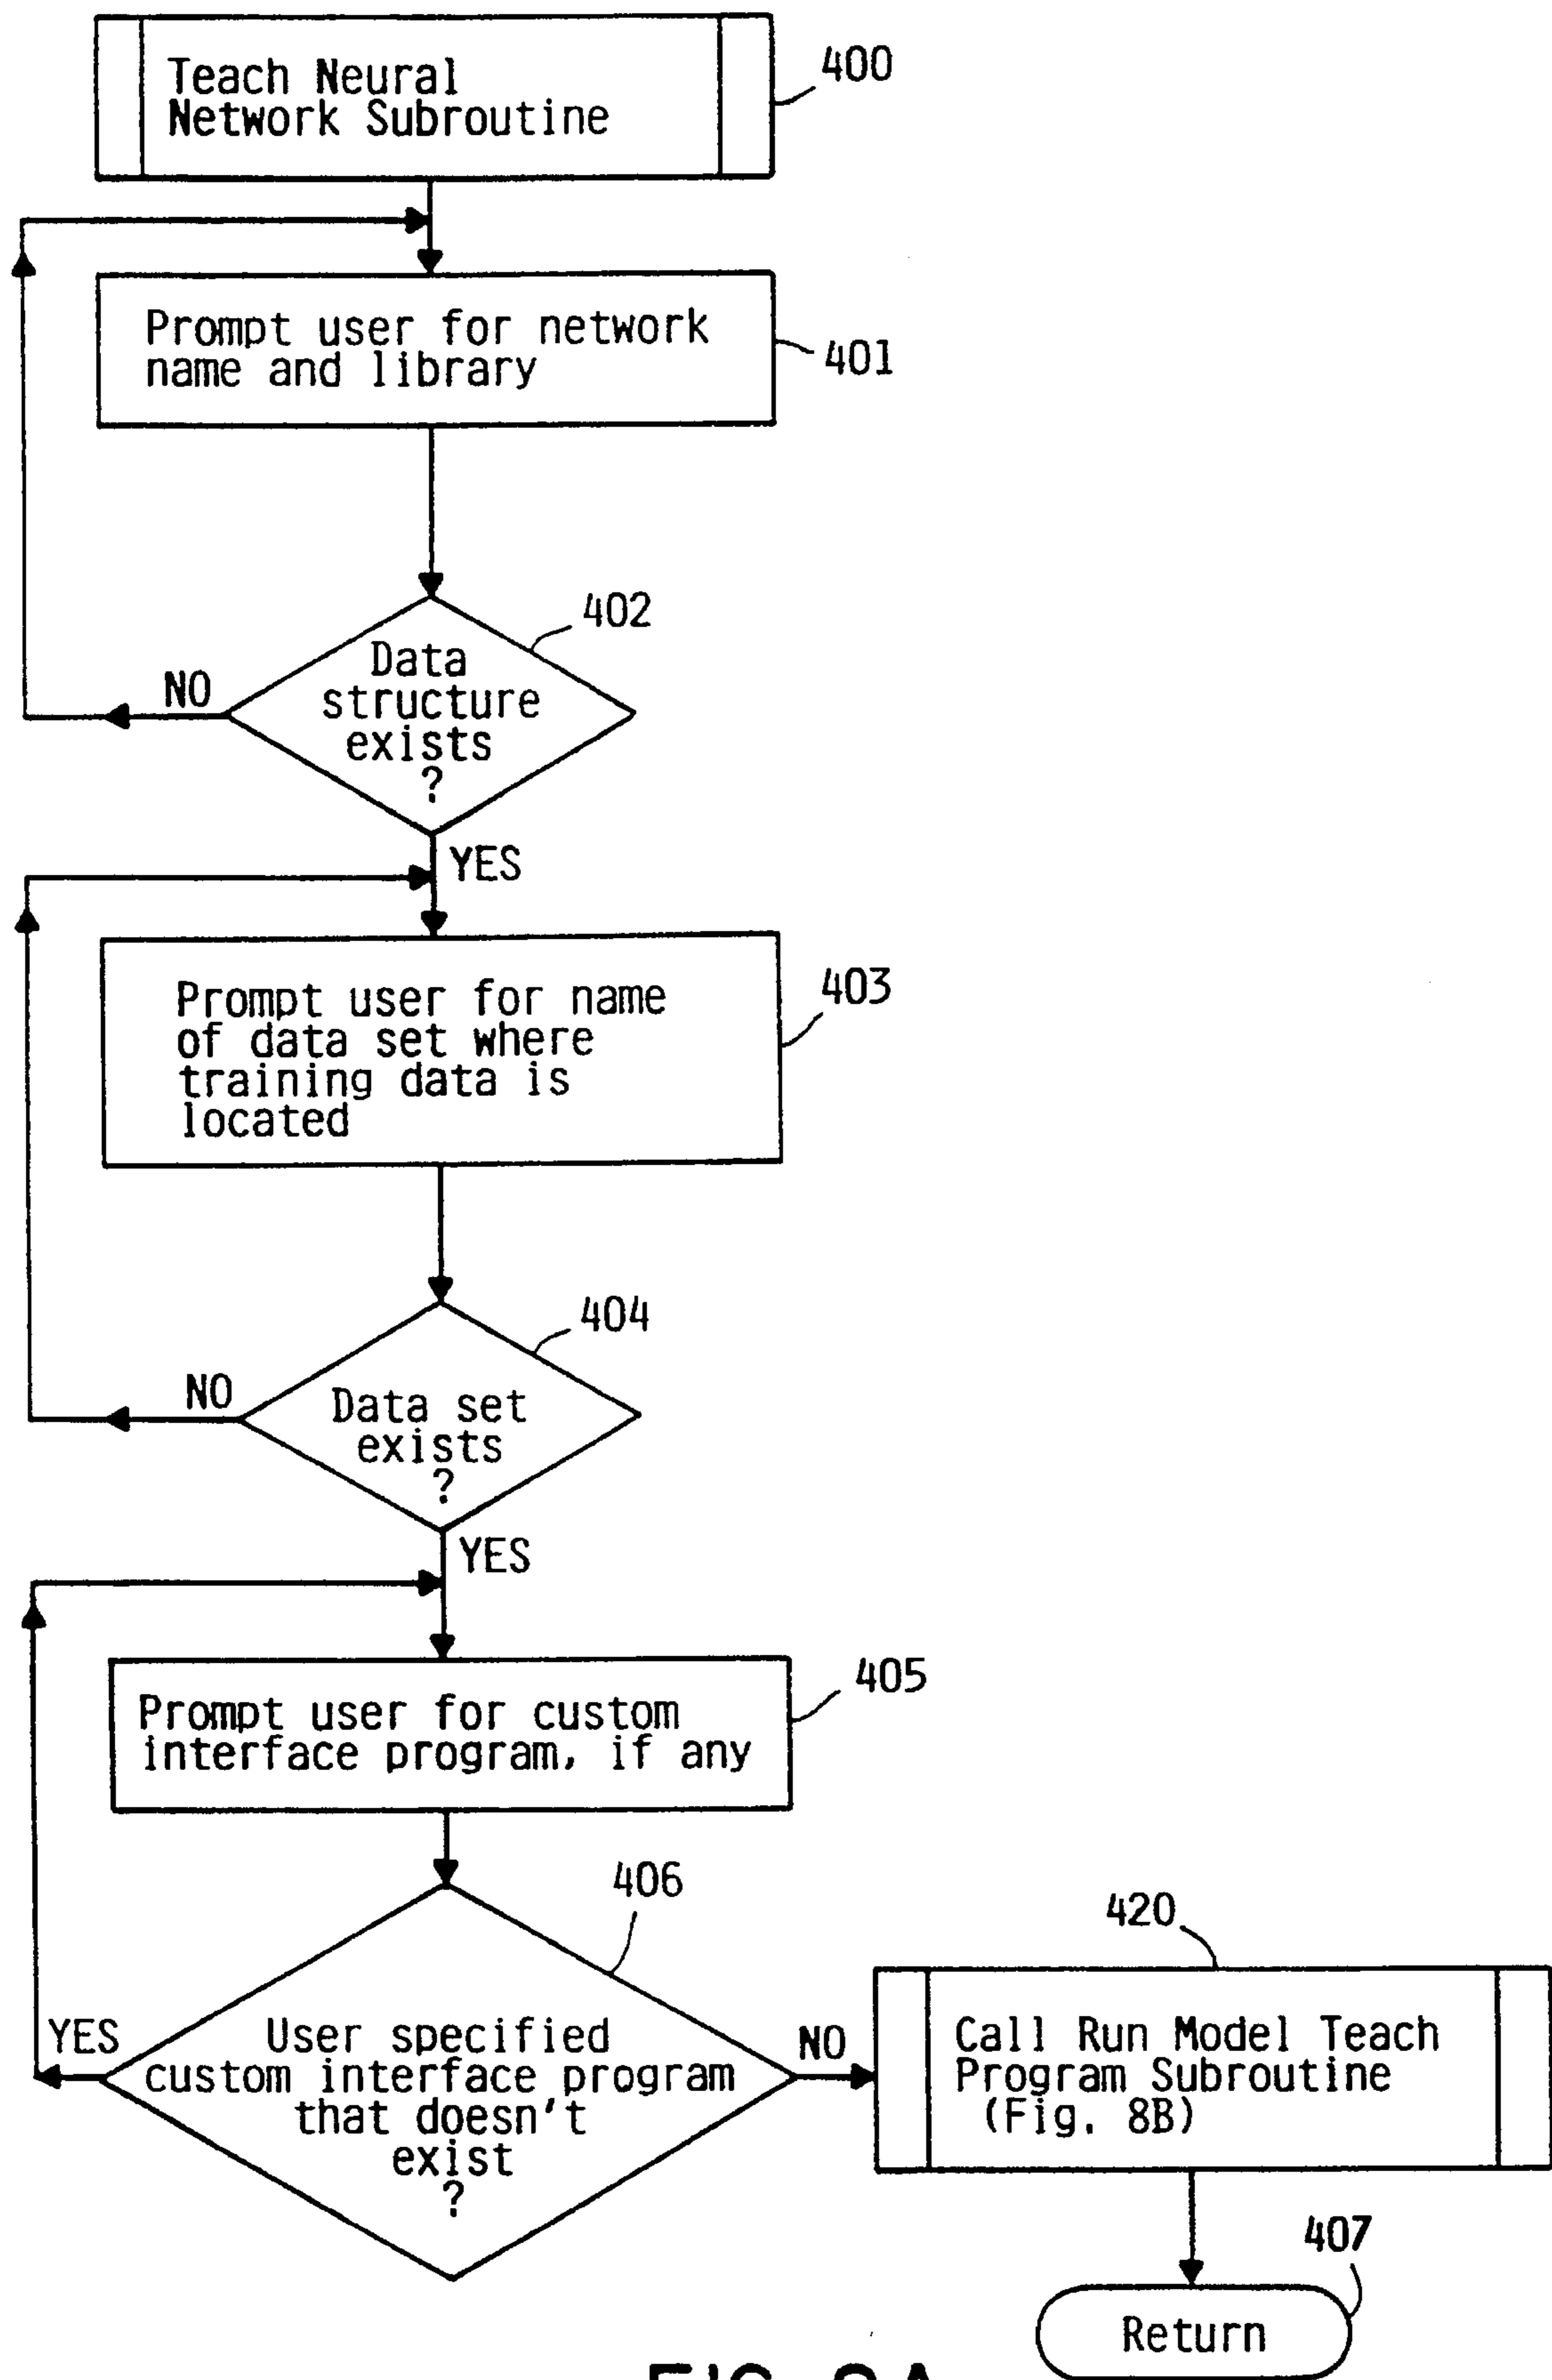 Teach Neural
Network Subroutine
400
Prompt user for network
name and library
401
402
Data
structure
exists
?
NO
YES
Prompt user for name
of data set where
training data is
located
403
404
Data set
exists
?
NO
YES
Prompt user for custom
interface program, if any
405
406
User specified
custom interface program
that doesn't
exist
?
YES
NO
420
Call Run Model Teach
Program Subroutine
(Fig. 8B)
407
Return